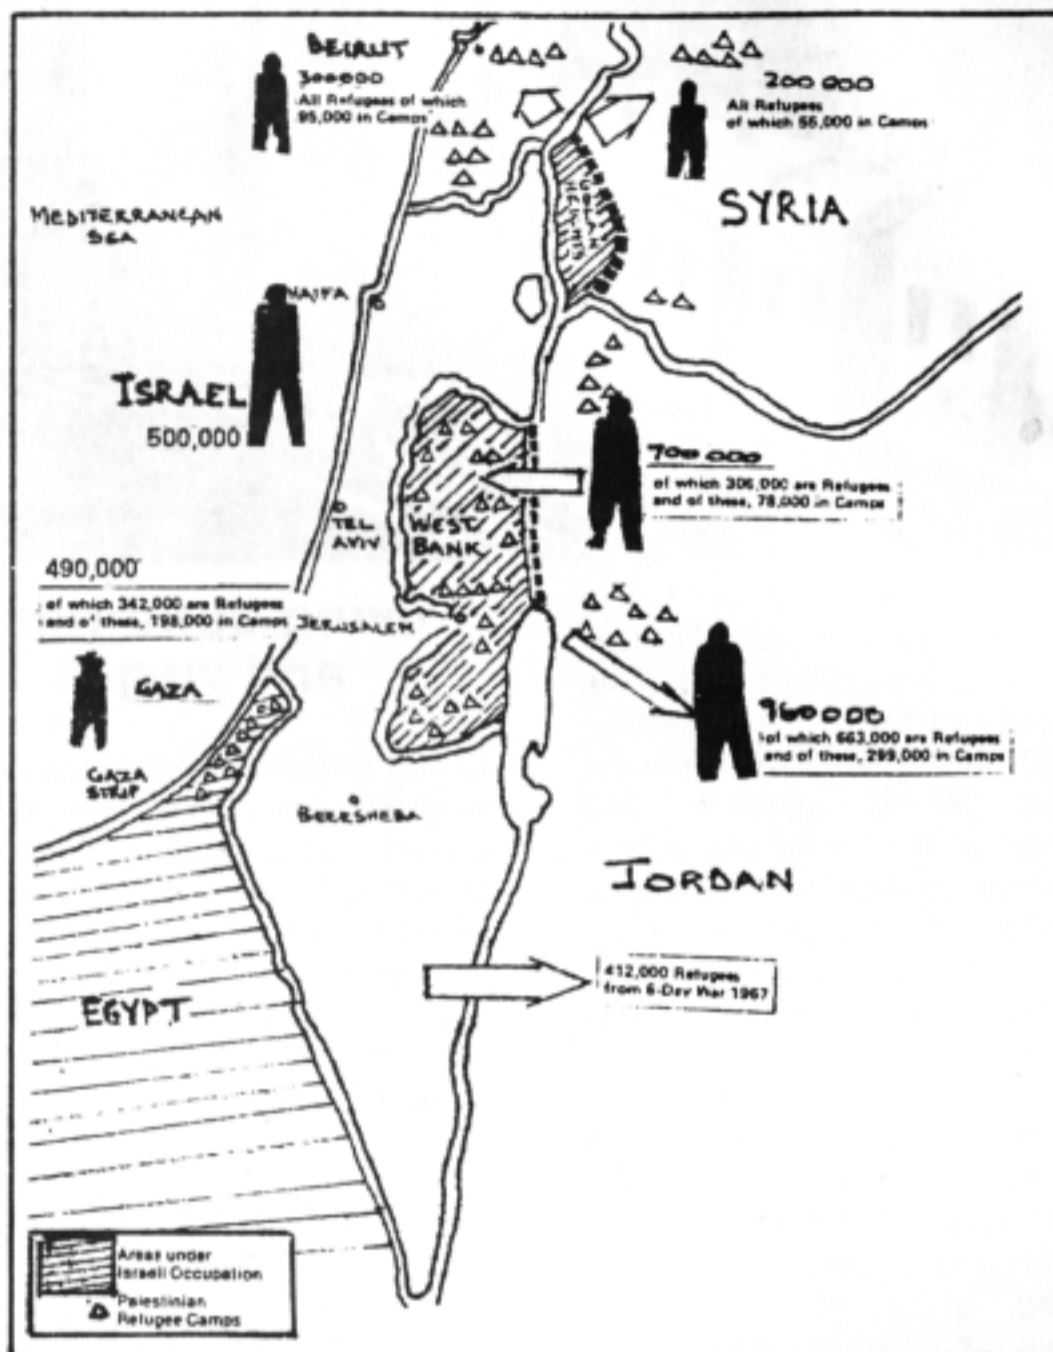 BEIRUT
300000
All Refugees of which
95,000 in Camps
200 000
All Refugees
of which 55,000 in Camps
SYRIA
MEDITERRANEAN
SEA
GOLAN
HEIGHTS
HAIFA
ISRAEL
500,000
700 000
of which 306,000 are Refugees
and of these, 78,000 in Camps
TEL
AVIV
WEST
BANK
490,000
of which 342,000 are Refugees
and of these, 198,000 in Camps
JERUSALEM
GAZA
960000
of which 663,000 are Refugees
and of these, 299,000 in Camps
GAZA
STRIP
BEERSHEBA
JORDAN
412,000 Refugees
from 6-Day War 1967
EGYPT
Areas under
Israeli Occupation
Palestinian
Refugee Camps